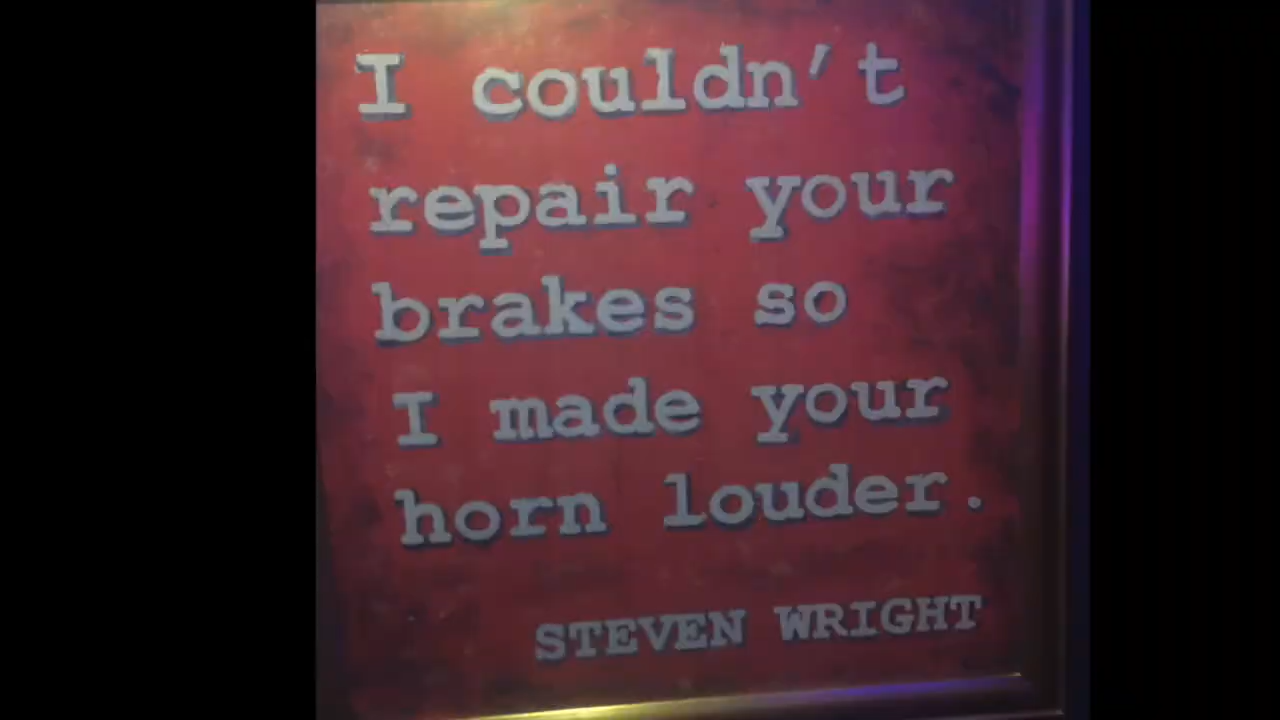 I couldn't
repair your
brakes so
I made your
horn louder.
STEVEN WRIGHT